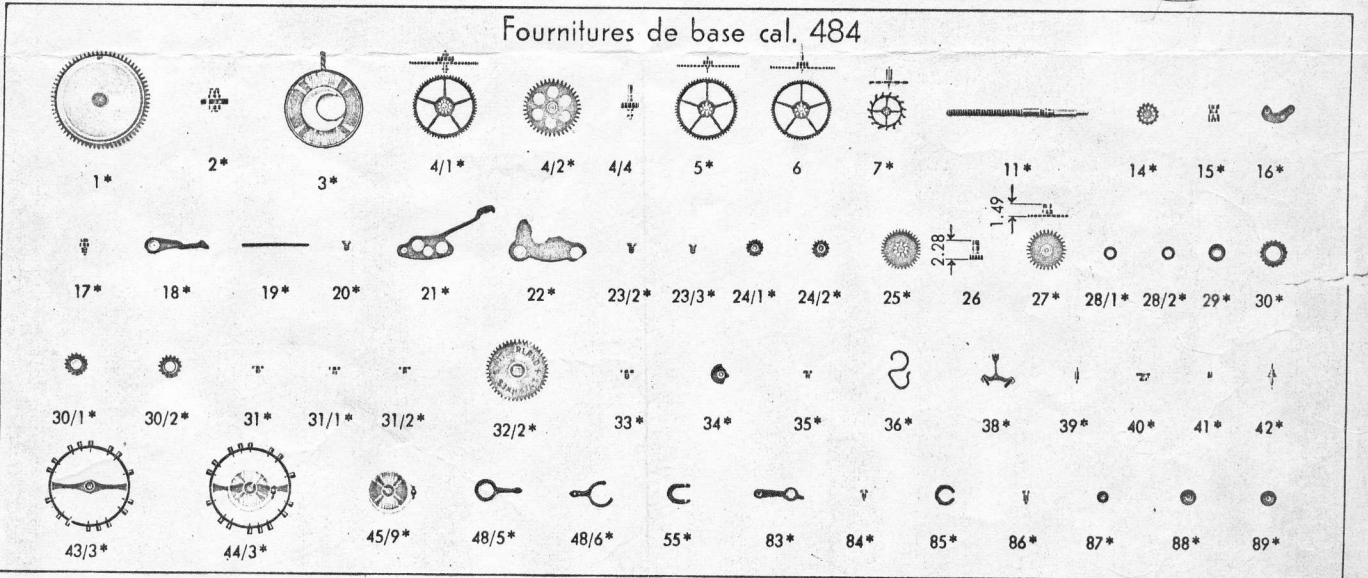 Fournitures de base cal. 484
1* 2* 3* 4/1* 4/2* 4/4 5* 6 7* 11* 14* 15* 16*
1.49
2.28
17* 18* 19* 20* 21* 22* 23/2* 23/3* 24/1* 24/2* 25* 26 27* 28/1* 28/2* 29* 30*
30/1* 30/2* 31* 31/1* 31/2* 32/2* 33* 34* 35* 36* 38* 39* 40* 41* 42*
43/3* 44/3* 45/9* 48/5* 48/6* 55* 83* 84* 85* 86* 87* 88* 89*